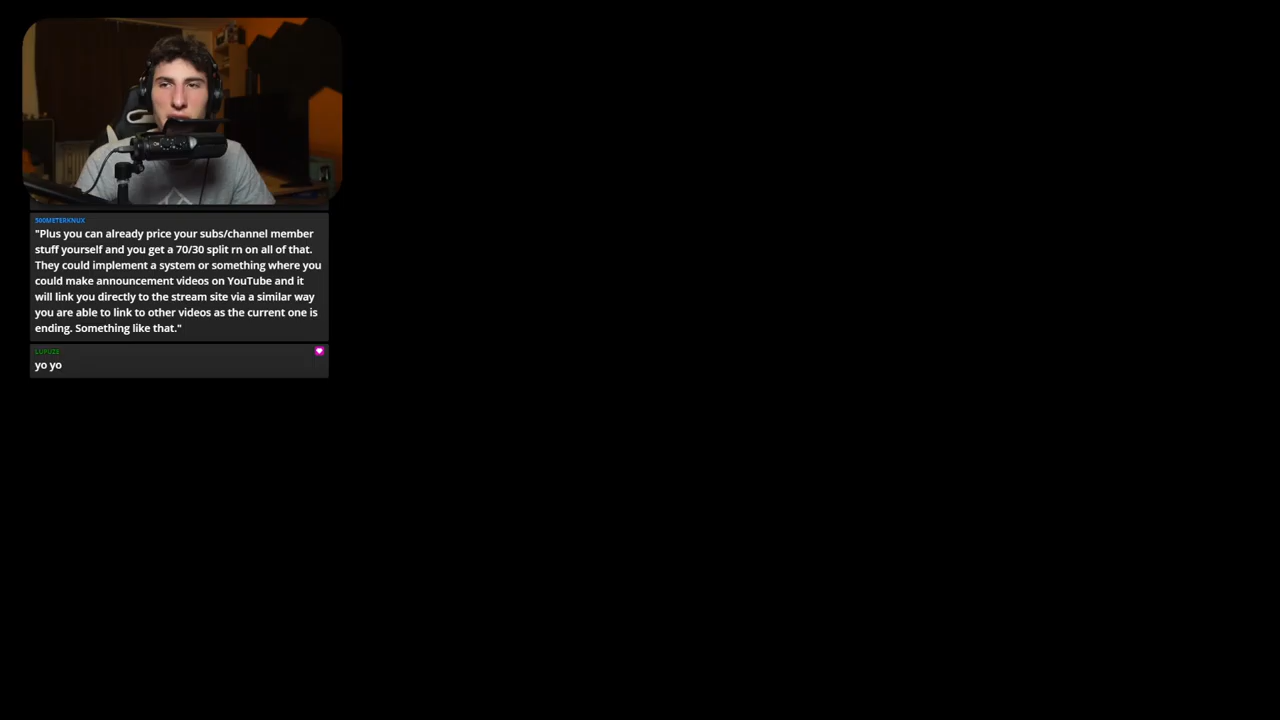 500METERKNUX
"Plus you can already price your subs/channel member
stuff yourself and you get a 70/30 split rn on all of that.
They could implement a system or something where you
could make announcement videos on YouTube and it
will link you directly to the stream site via a similar way
you are able to link to other videos as the current one is
ending. Something like that."
LUPUZE
yo yo